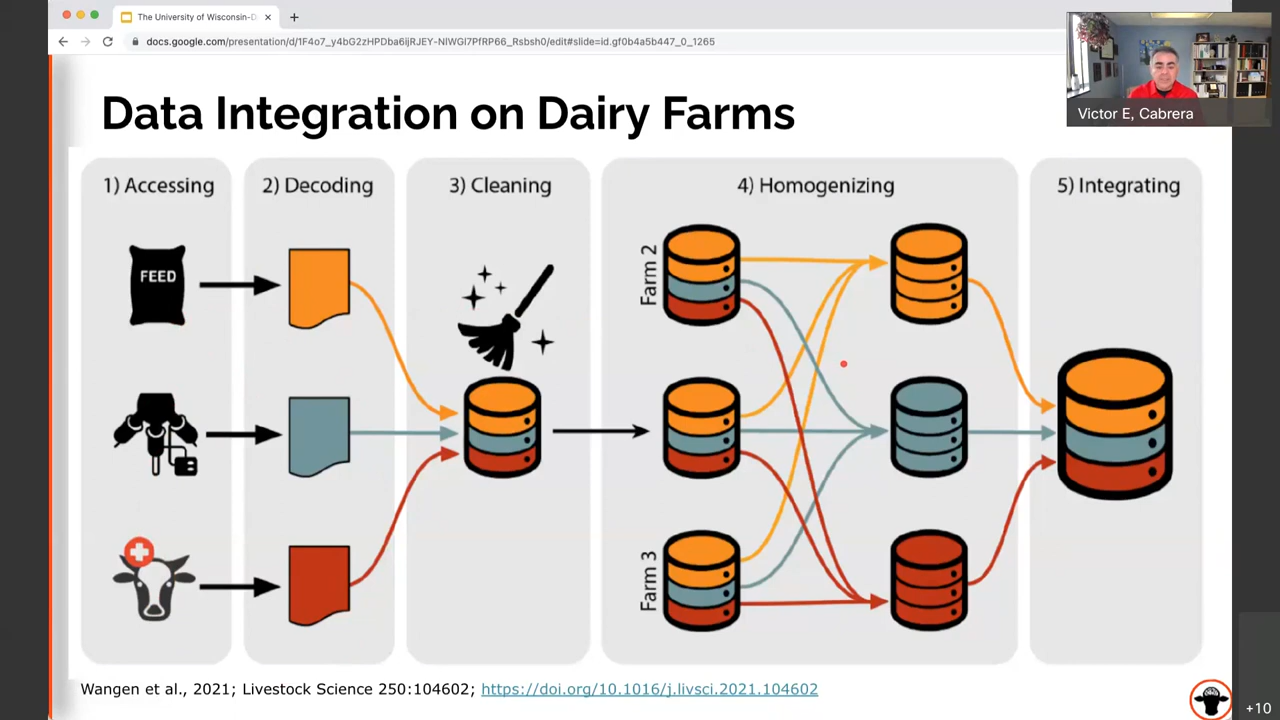 The University of Wisconsin-D
docs.google.com/presentation/d/1F4o7_y4bG2zHPDba6ljRJEY-NIWGl7PfRP66_Rsbsh0/edit#slide=id.gf0b4a5b447_0_1265
Victor E, Cabrera
Data Integration on Dairy Farms
1) Accessing
2) Decoding
3) Cleaning
4) Homogenizing
5) Integrating
FEED
Farm 2
Farm 3
Wangen et al., 2021; Livestock Science 250:104602; https://doi.org/10.1016/j.livsci.2021.104602
+10